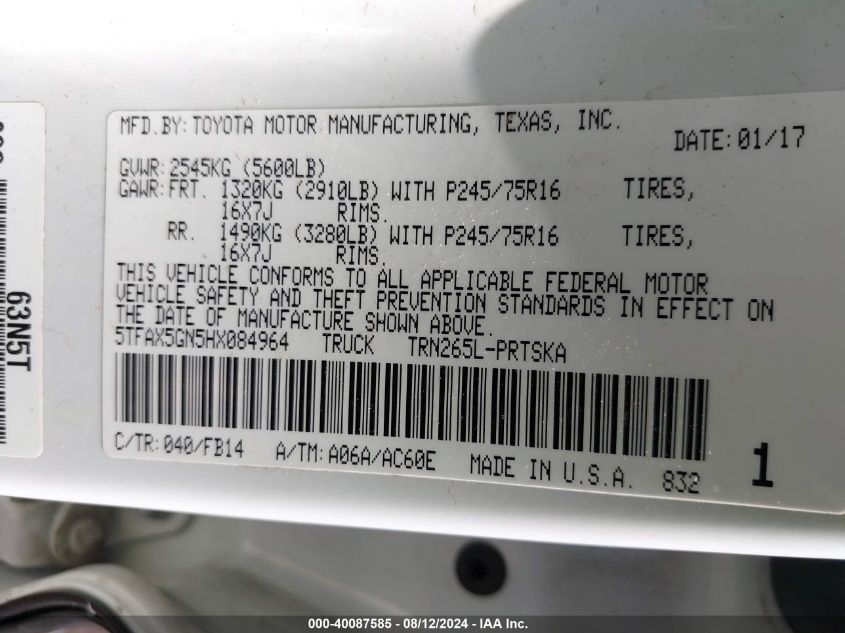 MFD.BY: TOYOTA MOTOR MANUFACTURING, TEXAS, INC.
DATE: 01/17
GVWR: 2545KG (5600LB)
GAWR: FRT. 1320KG (2910LB) WITH P245/75R16 TIRES,
16X7J RIMS.
RR. 1490KG (3280LB) WITH P245/75R16 TIRES,
16X7J RIMS.
THIS VEHICLE CONFORMS TO ALL APPLICABLE FEDERAL MOTOR
VEHICLE SAFETY AND THEFT PREVENTION STANDARDS IN EFFECT ON
THE DATE OF MANUFACTURE SHOWN ABOVE.
5TFAX5GN5HX084964 TRUCK TRN265L-PRTSKA
C/TR: 040/FB14 A/TM: A06A/AC60E MADE IN U.S.A. 832 1
63N5T
000-40087585 - 08/12/2024 - IAA Inc.